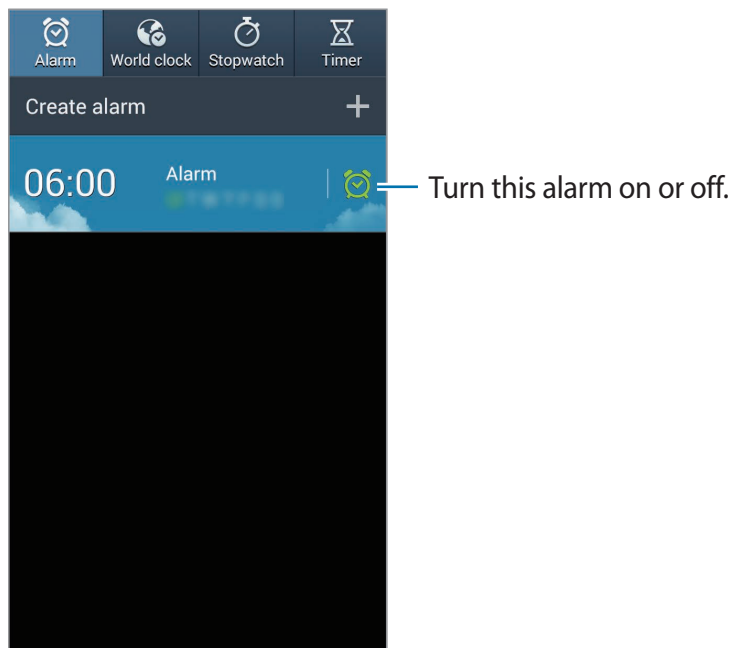 Alarm World clock Stopwatch Timer
Create alarm
06:00 Alarm
Turn this alarm on or off.